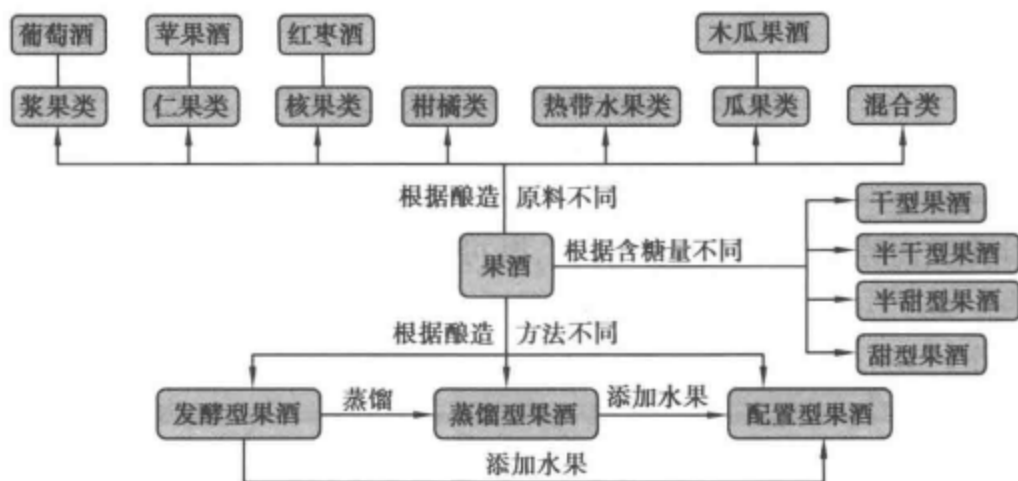 葡萄酒 苹果酒 红枣酒 木瓜果酒
浆果类 仁果类 核果类 柑橘类 热带水果类 瓜果类 混合类
根据酿造 原料不同
干型果酒
果酒 根据含糖量不同 半干型果酒
半甜型果酒
根据酿造 方法不同
甜型果酒
发酵型果酒 蒸馏 蒸馏型果酒 添加水果 配置型果酒
添加水果